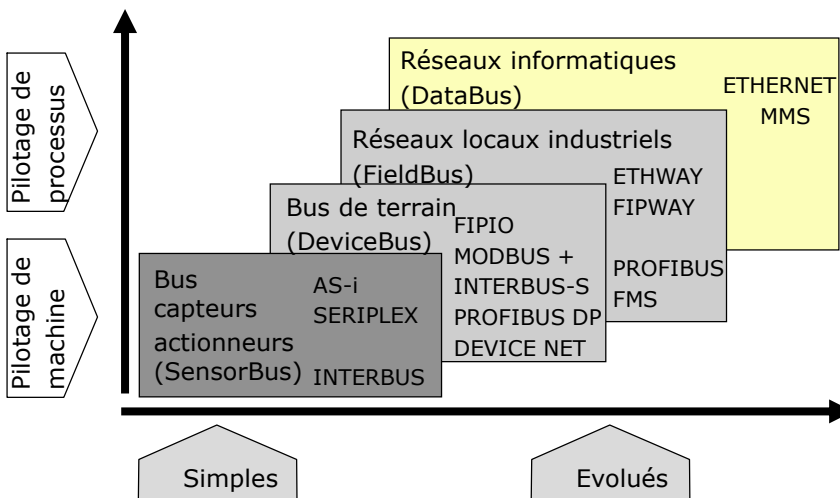 Réseaux informatiques
(DataBus)
ETHERNET
MMS
Réseaux locaux industriels
(FieldBus)
ETHWAY
FIPWAY
PROFIBUS
FMS
Bus de terrain
(DeviceBus)
FIPIO
MODBUS +
INTERBUS-S
PROFIBUS DP
DEVICE NET
Bus
capteurs
actionneurs
(SensorBus)
AS-i
SERIPLEX
INTERBUS
Pilotage de
processus
Pilotage de
machine
Simples
Evolués